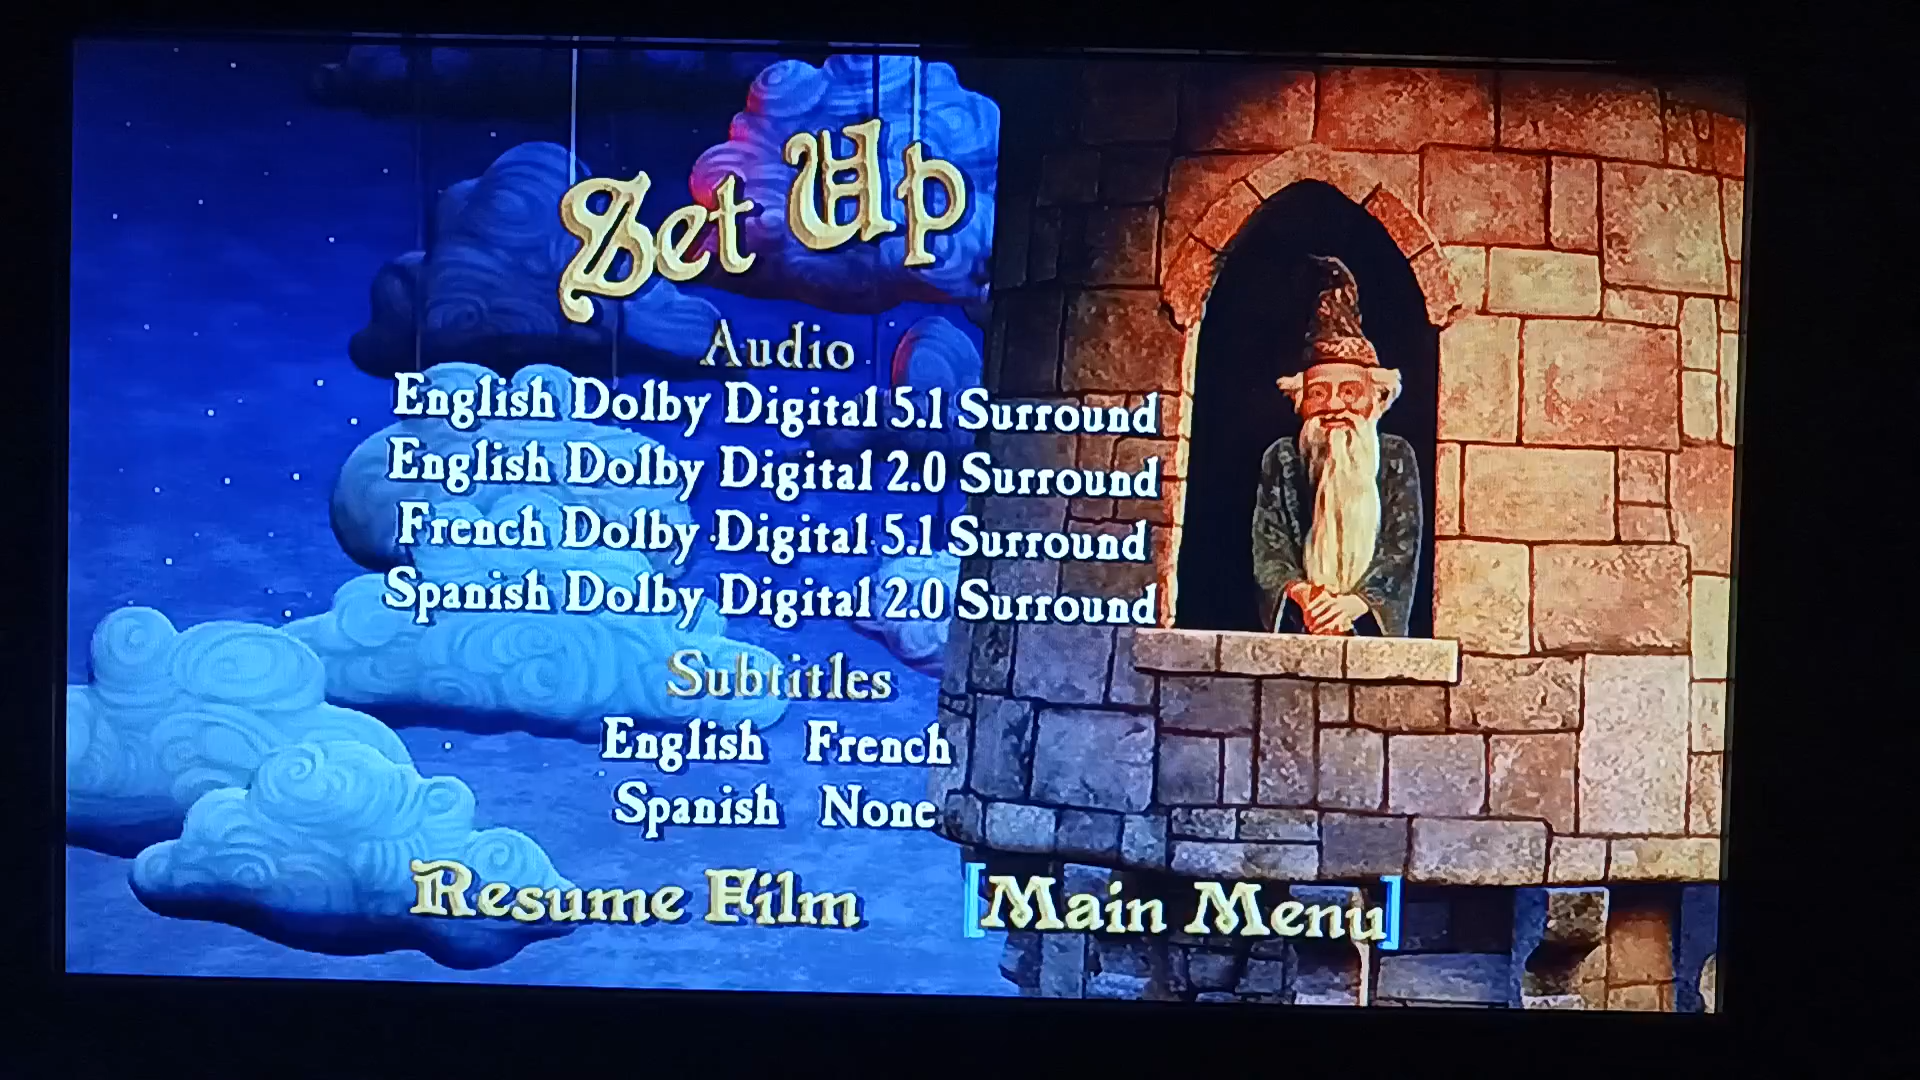 Set Up
Audio
English Dolby Digital 5.1 Surround
English Dolby Digital 2.0 Surround
French Dolby Digital 5.1 Surround
Spanish Dolby Digital 2.0 Surround
Subtitles
English French
Spanish None
Resume Film [Main Menu]